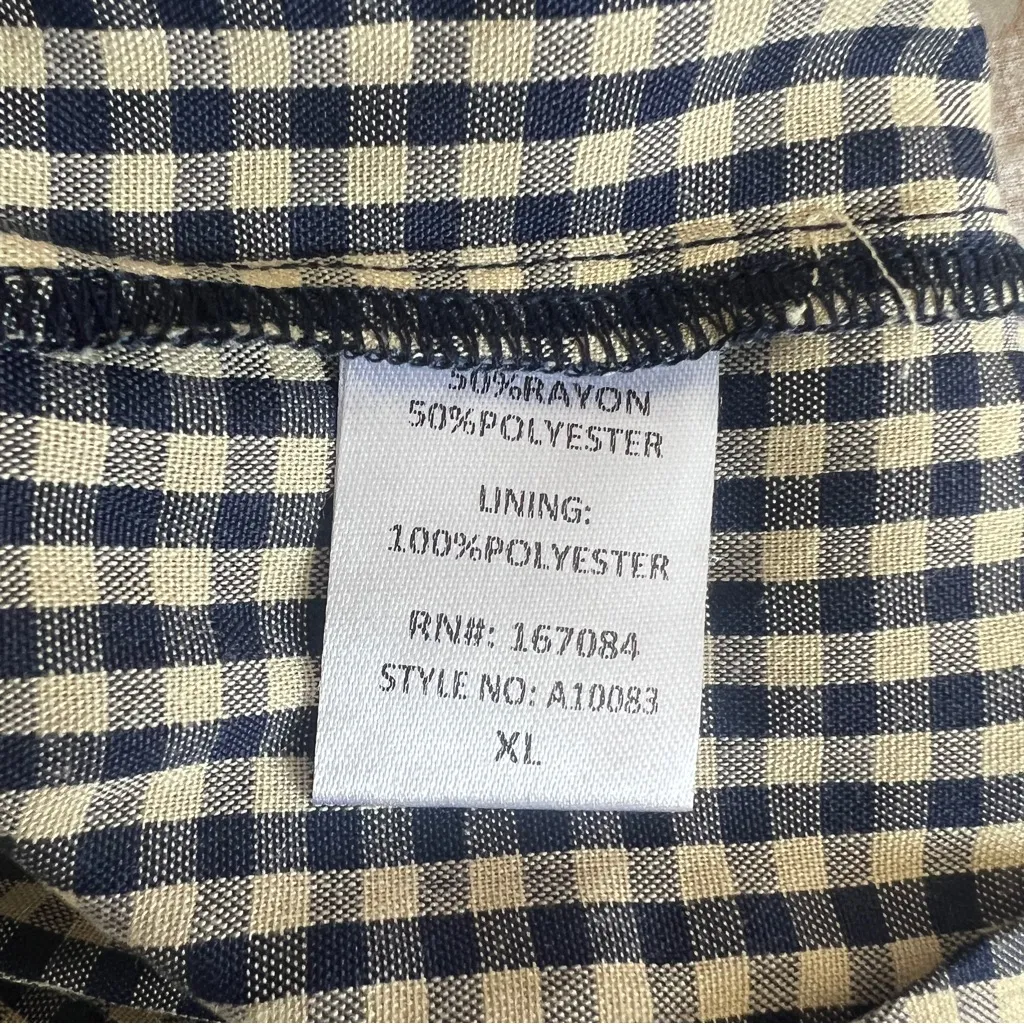 50%RAYON
50%POLYESTER
LINING:
100%POLYESTER
RN#: 167084
STYLE NO: A10083
XL